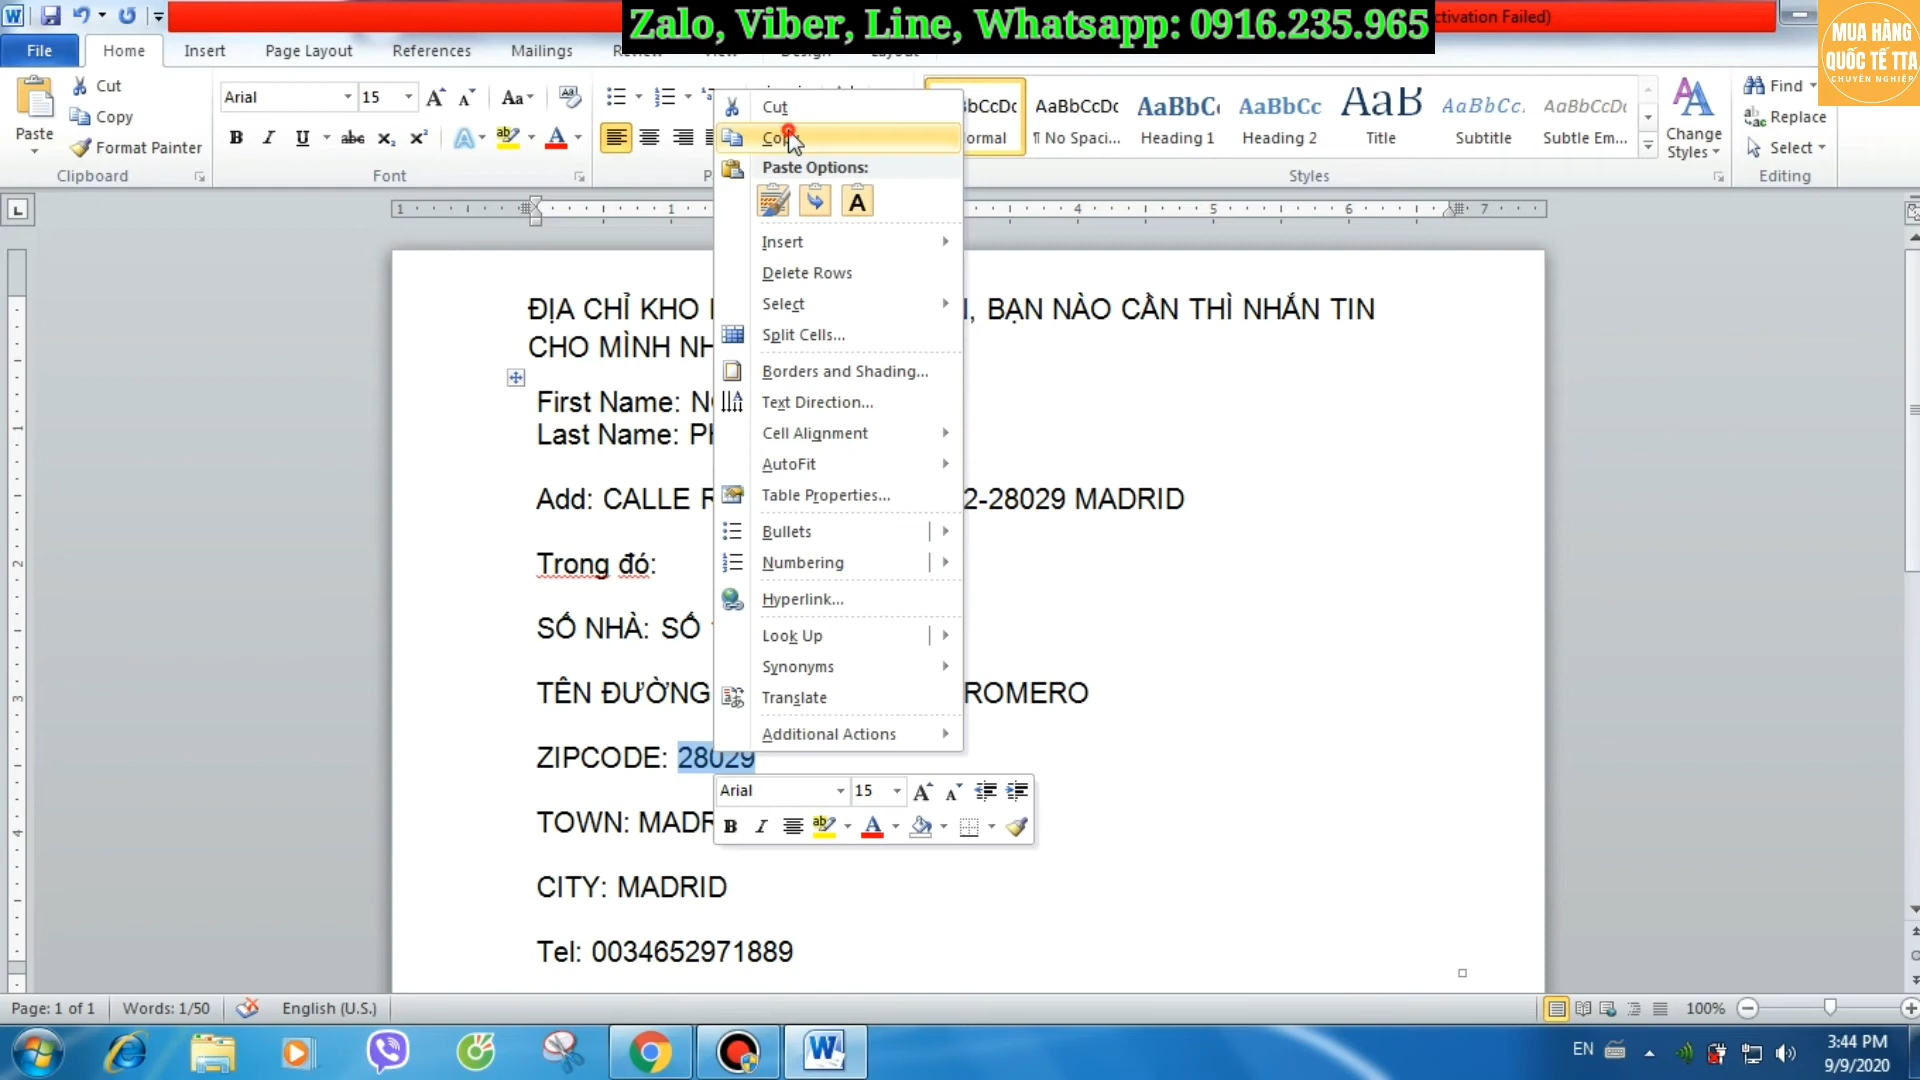 Zalo, Viber, Line, Whatsapp: 0916.235.965
ctivation Failed)
MUA HÀNG
QUỐC TẾ TTA
CHUYÊN NGHIỆP
File Home Insert Page Layout References Mailings
Cut
Copy
Format Painter
Paste
Clipboard
Arial 15
Font
Normal
¶ No Spaci...
Heading 1
Heading 2
Title
Subtitle
Subtle Em...
Styles
Change
Styles
Find
Replace
Select
Editing
Cut
Copy
Paste Options:
Insert
Delete Rows
Select
Split Cells...
Borders and Shading...
Text Direction...
Cell Alignment
AutoFit
Table Properties...
Bullets
Numbering
Hyperlink...
Look Up
Synonyms
Translate
Additional Actions
Arial 15
ĐỊA CHỈ KHO I, BẠN NÀO CẦN THÌ NHẮN TIN
CHO MÌNH NH
First Name: N
Last Name: PH
Add: CALLE R 2-28029 MADRID
Trong đó:
SỐ NHÀ: SỐ
TÊN ĐƯỜNG ROMERO
ZIPCODE: 28029
TOWN: MADR
CITY: MADRID
Tel: 0034652971889
Page: 1 of 1 Words: 1/50 English (U.S.) 100%
EN
3:44 PM
9/9/2020